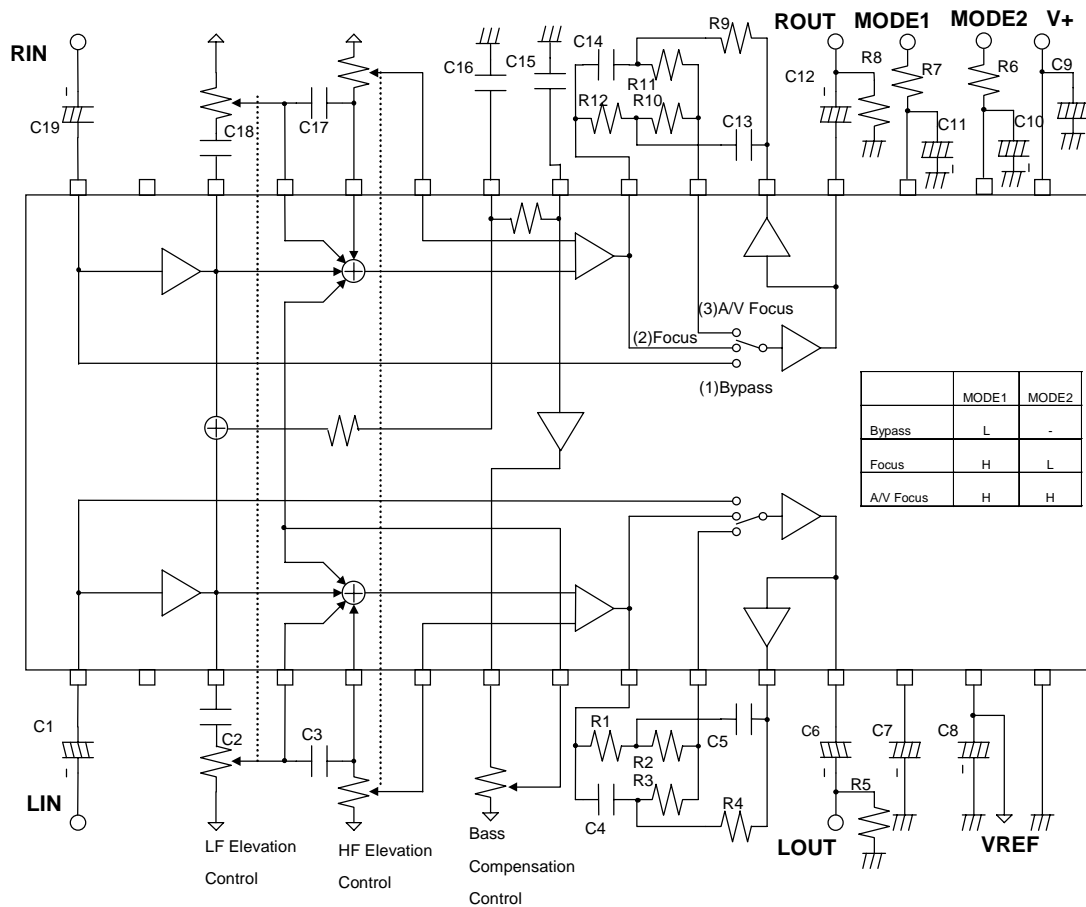 RIN
ROUT
MODE1
MODE2
V+
C19
C18
C17
C16
C15
C14
R9
R11
R12
R10
C13
C12
R8
R7
C11
R6
C10
C9
(3)A/V Focus
(2)Focus
(1)Bypass
MODE1 MODE2
Bypass L -
Focus H L
A/V Focus H H
C1
LIN
C2
C3
R1
R2
R3
C4
C5
R4
C6
R5
C7
C8
LOUT
VREF
LF Elevation
Control
HF Elevation
Control
Bass
Compensation
Control